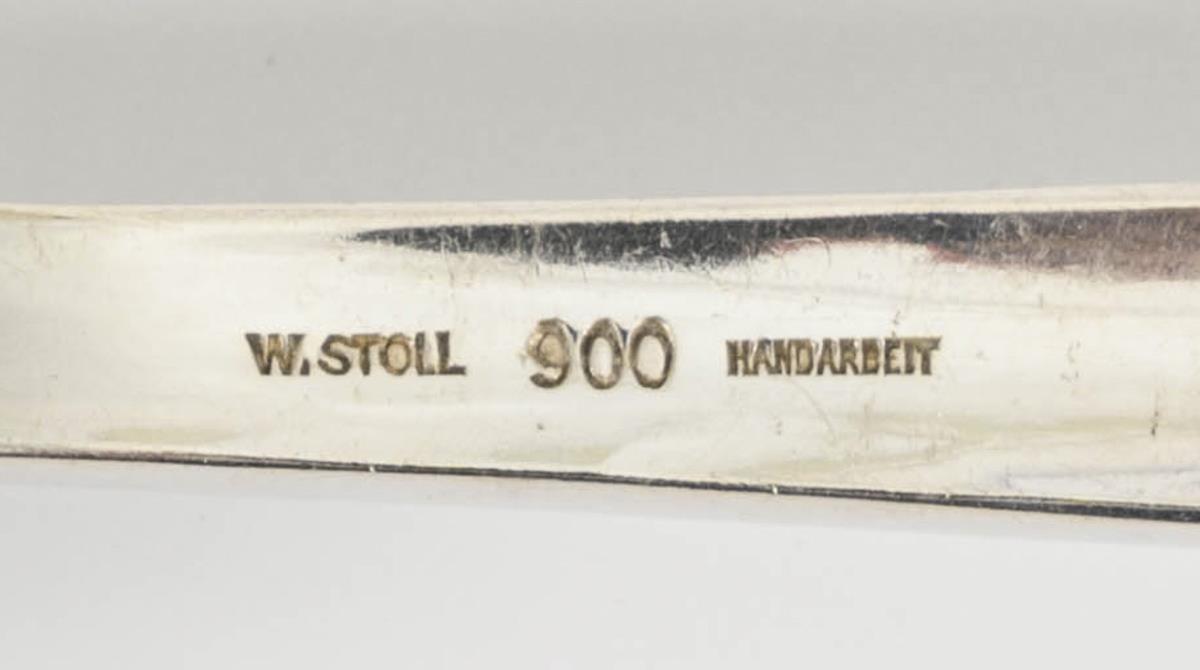 W. STOLL 900 HANDARBEIT